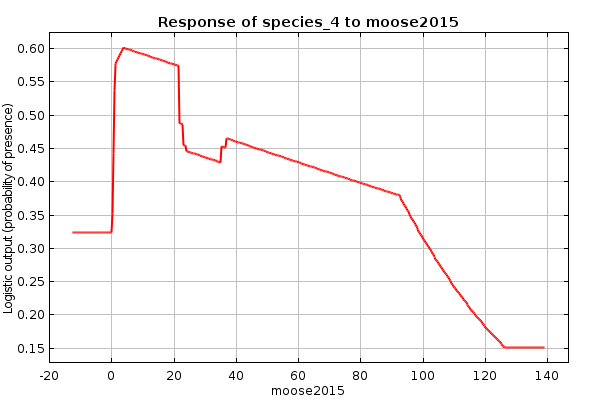 Response of species_4 to moose2015
Logistic output (probability of presence)
0.60
0.55
0.50
0.45
0.40
0.35
0.30
0.25
0.20
0.15
-20 0 20 40 60 80 100 120 140
moose2015